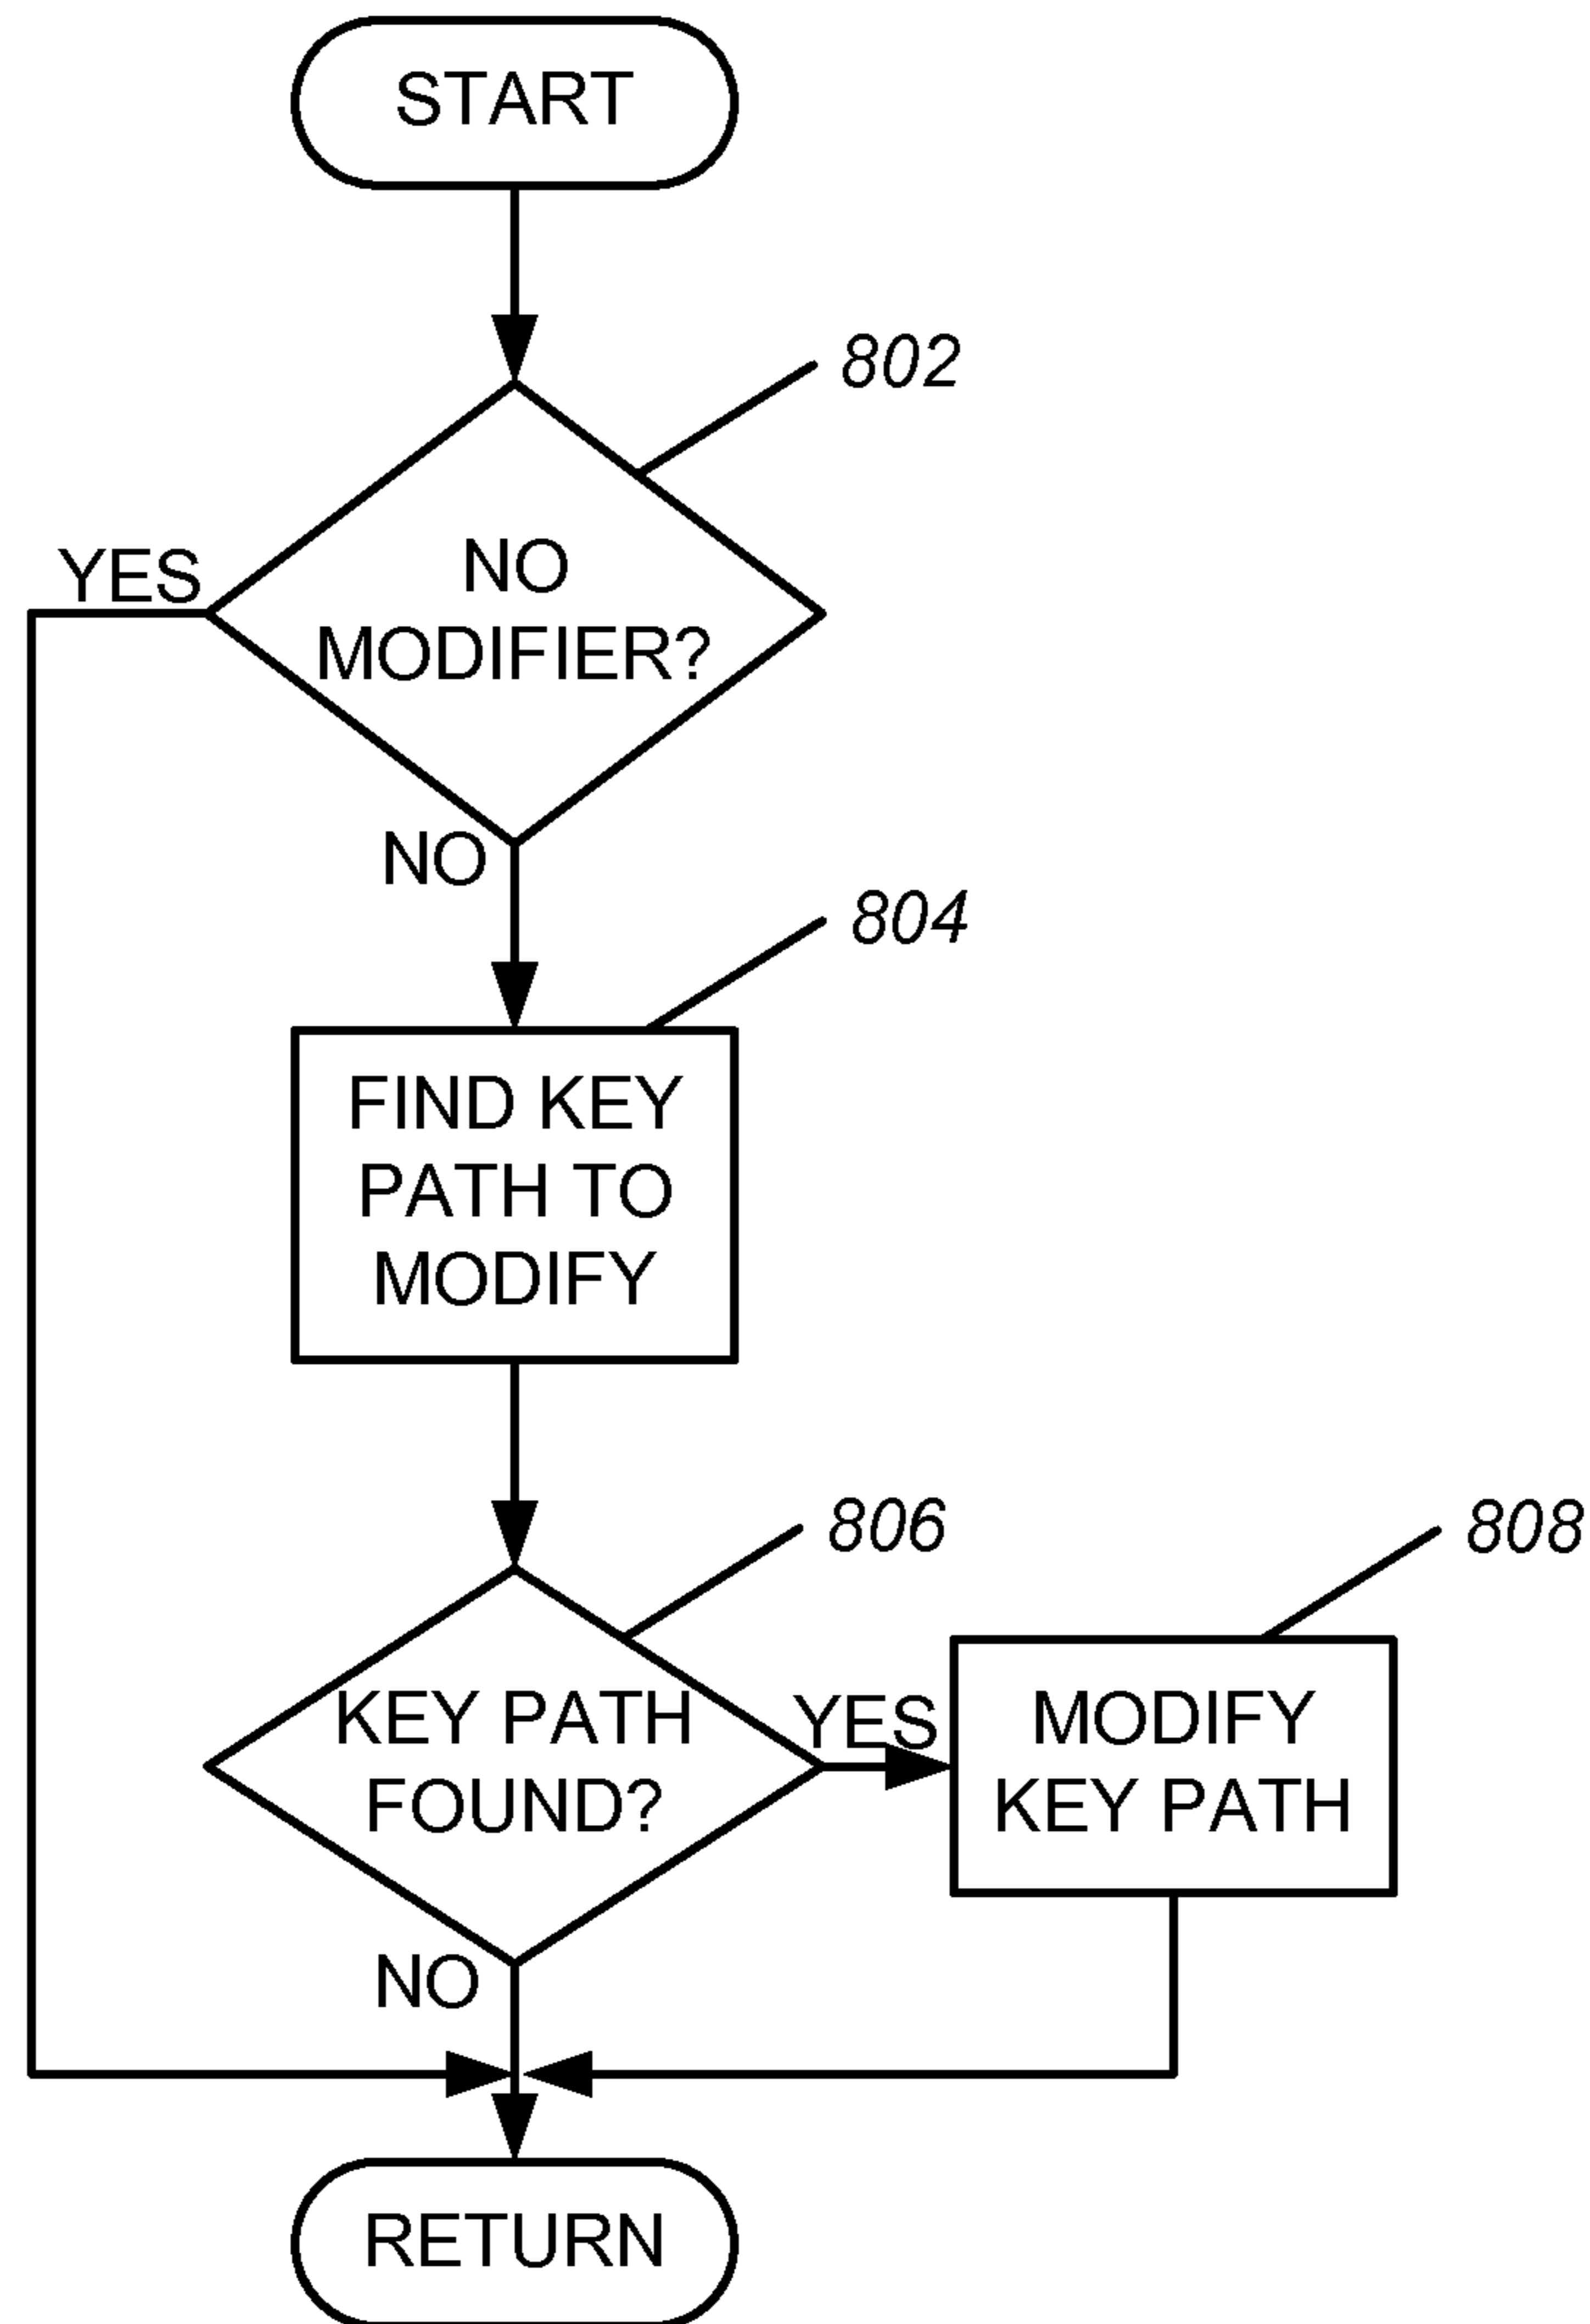 START
802
NO
MODIFIER?
YES
NO
804
FIND KEY
PATH TO
MODIFY
806
808
KEY PATH
FOUND?
YES
MODIFY
KEY PATH
NO
RETURN